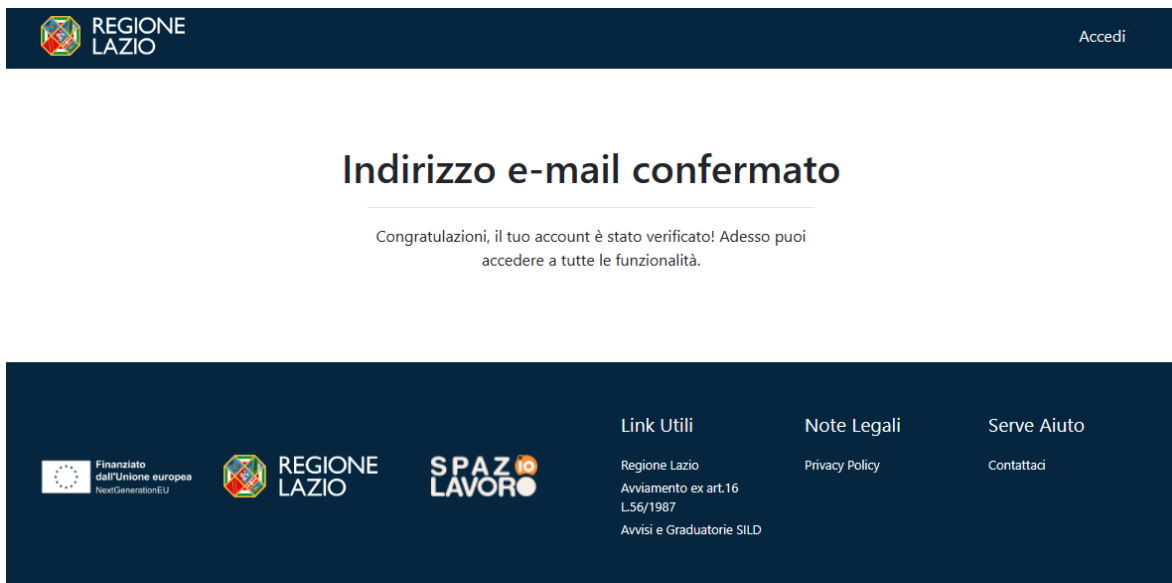 REGIONE
LAZIO
Accedi
Indirizzo e-mail confermato
Congratulazioni, il tuo account è stato verificato! Adesso puoi
accedere a tutte le funzionalità.
Finanziato
dall'Unione europea
NextGenerationEU
REGIONE
LAZIO
SPAZIO
LAVORO
Link Utili
Regione Lazio
Avviamento ex art.16
L.56/1987
Avvisi e Graduatorie SILD
Note Legali
Privacy Policy
Serve Aiuto
Contattaci